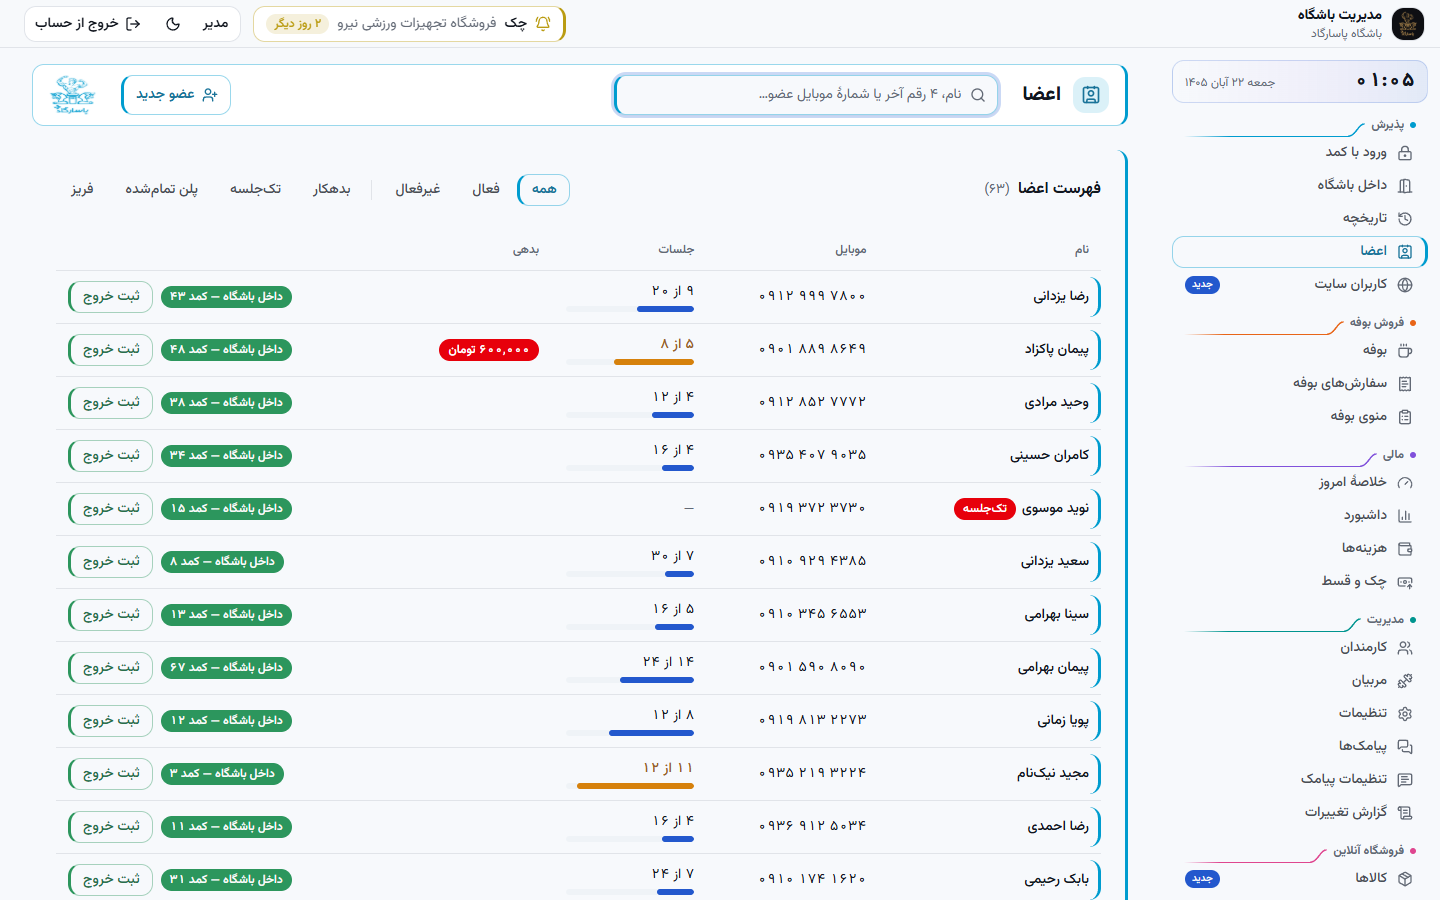 مدیریت باشگاه
باشگاه پاسارگاد
چک فروشگاه تجهیزات ورزشی نیرو ۲ روز دیگر
مدیر
خروج از حساب
۰۱:۰۵
جمعه ۲۲ آبان ۱۴۰۵
پذیرش
ورود با کمد
داخل باشگاه
تاریخچه
اعضا
کاربران سایت جدید
فروش بوفه
بوفه
سفارش‌های بوفه
منوی بوفه
مالی
خلاصهٔ امروز
داشبورد
هزینه‌ها
چک و قسط
مدیریت
کارمندان
مربیان
تنظیمات
پیامک‌ها
تنظیمات پیامک
گزارش تغییرات
فروشگاه آنلاین
کالاها جدید
اعضا
نام، ۴ رقم آخر یا شمارهٔ موبایل عضو...
عضو جدید
پاسارگاد
فهرست اعضا (۶۳)
همه فعال غیرفعال بدهکار تک‌جلسه پلن تمام‌شده فریز
نام موبایل جلسات بدهی
رضا یزدانی ۰۹۱۲ ۹۹۹ ۷۸۰۰ ۹ از ۲۰ داخل باشگاه — کمد ۴۳ ثبت خروج
پیمان پاکزاد ۰۹۰۱ ۸۸۹ ۸۶۴۹ ۵ از ۸ ۶۰۰,۰۰۰ تومان داخل باشگاه — کمد ۴۸ ثبت خروج
وحید مرادی ۰۹۱۲ ۸۵۲ ۷۷۷۲ ۴ از ۱۲ داخل باشگاه — کمد ۳۸ ثبت خروج
کامران حسینی ۰۹۳۵ ۴۰۷ ۹۰۳۵ ۴ از ۱۶ داخل باشگاه — کمد ۳۴ ثبت خروج
نوید موسوی تک‌جلسه ۰۹۱۹ ۳۷۲ ۳۷۳۰ — داخل باشگاه — کمد ۱۵ ثبت خروج
سعید یزدانی ۰۹۱۰ ۹۲۹ ۴۳۸۵ ۷ از ۳۰ داخل باشگاه — کمد ۸ ثبت خروج
سینا بهرامی ۰۹۱۰ ۳۴۵ ۶۵۵۳ ۵ از ۱۶ داخل باشگاه — کمد ۱۳ ثبت خروج
پیمان بهرامی ۰۹۰۱ ۵۹۰ ۸۰۹۰ ۱۴ از ۲۴ داخل باشگاه — کمد ۶۷ ثبت خروج
پویا زمانی ۰۹۱۹ ۸۱۳ ۲۲۷۳ ۸ از ۱۲ داخل باشگاه — کمد ۱۲ ثبت خروج
مجید نیک‌نام ۰۹۳۵ ۲۱۹ ۳۲۲۴ ۱۱ از ۱۲ داخل باشگاه — کمد ۳ ثبت خروج
رضا احمدی ۰۹۳۶ ۹۱۲ ۵۰۳۴ ۴ از ۱۶ داخل باشگاه — کمد ۱۱ ثبت خروج
بابک رحیمی ۰۹۱۰ ۱۷۴ ۱۶۲۰ ۷ از ۲۴ داخل باشگاه — کمد ۳۱ ثبت خروج